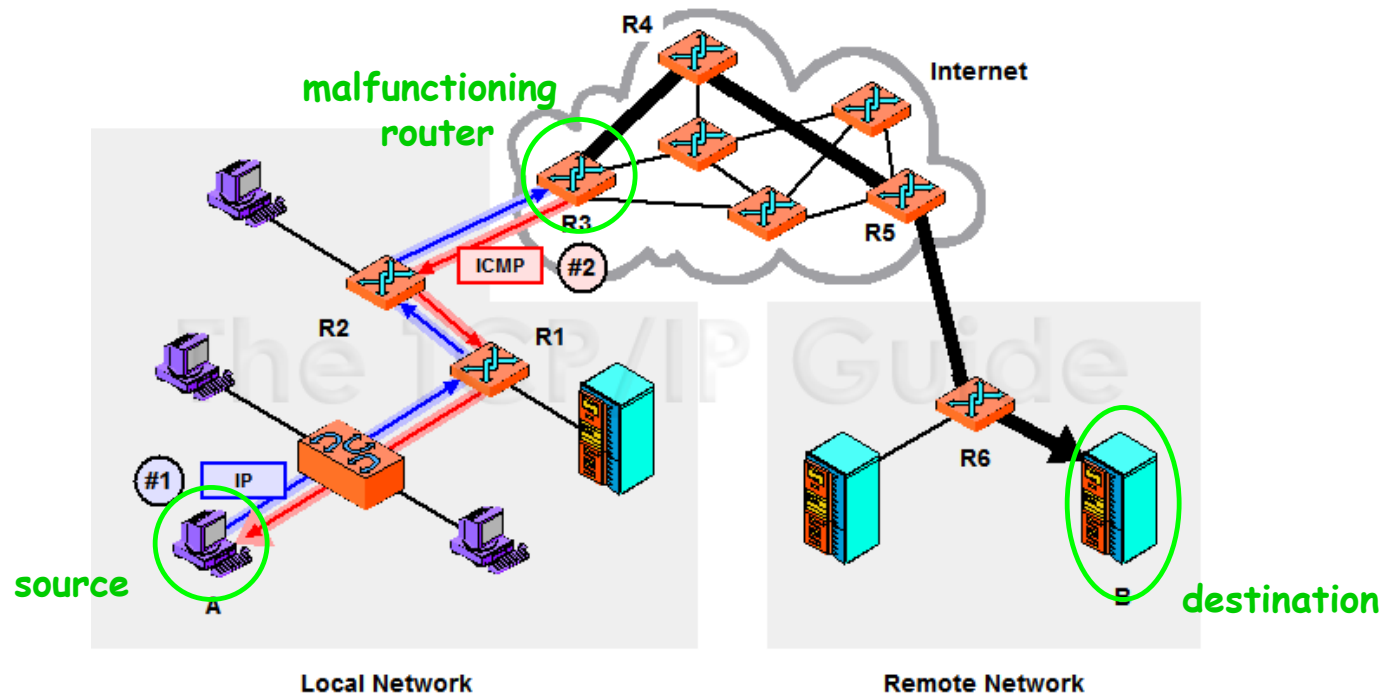 R4
Internet
malfunctioning
router
R3
R5
ICMP
#2
R2
R1
The TCP/IP Guide
R6
#1
IP
source
A
B
destination
Local Network
Remote Network